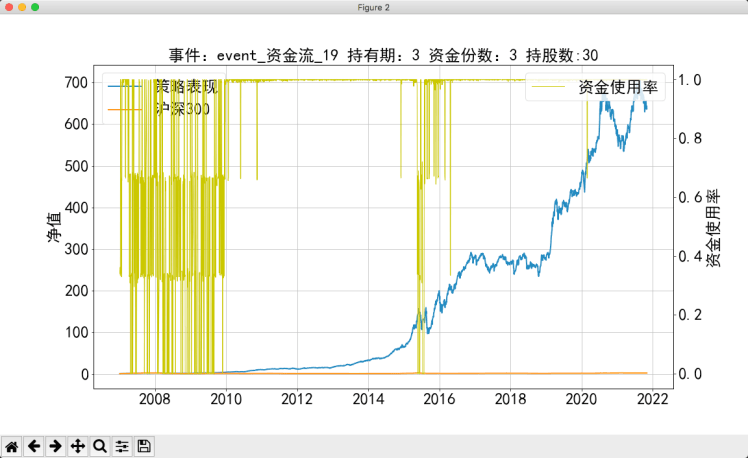 Figure 2
事件：event_资金流_19 持有期：3 资金份数：3 持股数:30
策略表现
沪深300
资金使用率
700
600
500
400
300
200
100
0
净值
1.0
0.8
0.6
0.4
0.2
0.0
资金使用率
2008 2010 2012 2014 2016 2018 2020 2022